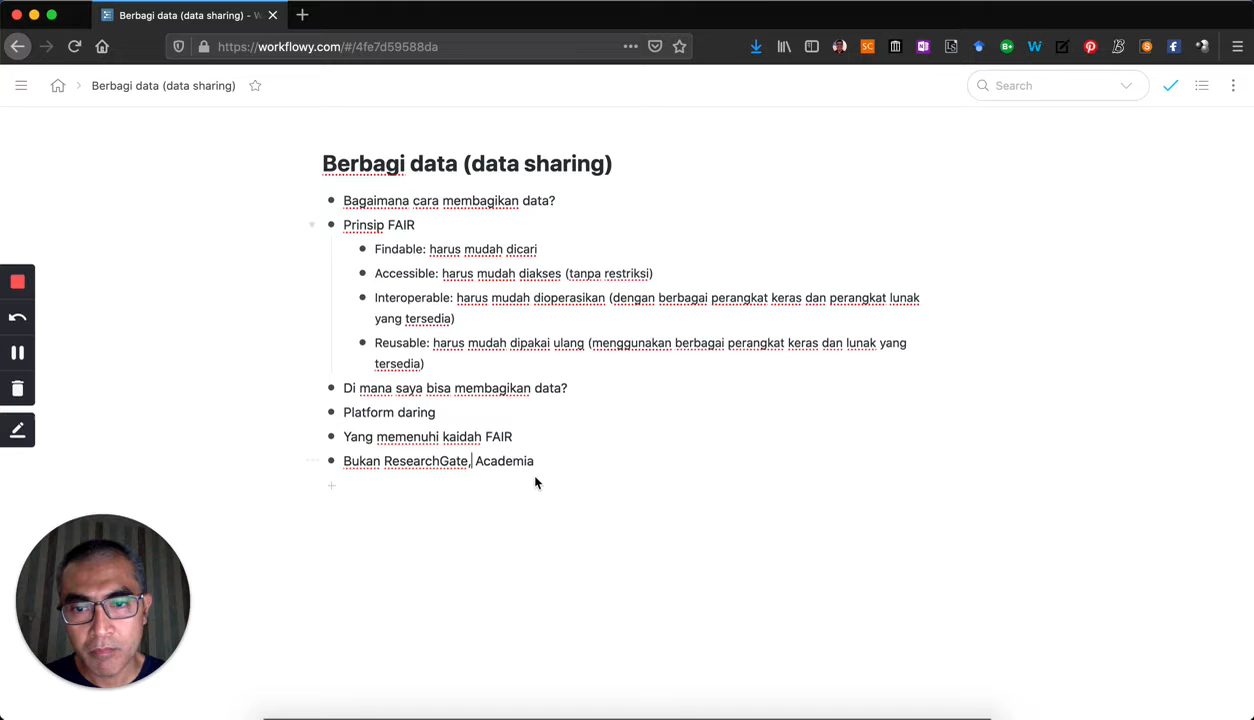 Berbagi data (data sharing) - W
https://workflowy.com/#/4fe7d59588da
Berbagi data (data sharing)
Search
Berbagi data (data sharing)
Bagaimana cara membagikan data?
Prinsip FAIR
Findable: harus mudah dicari
Accessible: harus mudah diakses (tanpa restriksi)
Interoperable: harus mudah dioperasikan (dengan berbagai perangkat keras dan perangkat lunak
yang tersedia)
Reusable: harus mudah dipakai ulang (menggunakan berbagai perangkat keras dan lunak yang
tersedia)
Di mana saya bisa membagikan data?
Platform daring
Yang memenuhi kaidah FAIR
Bukan ResearchGate, Academia